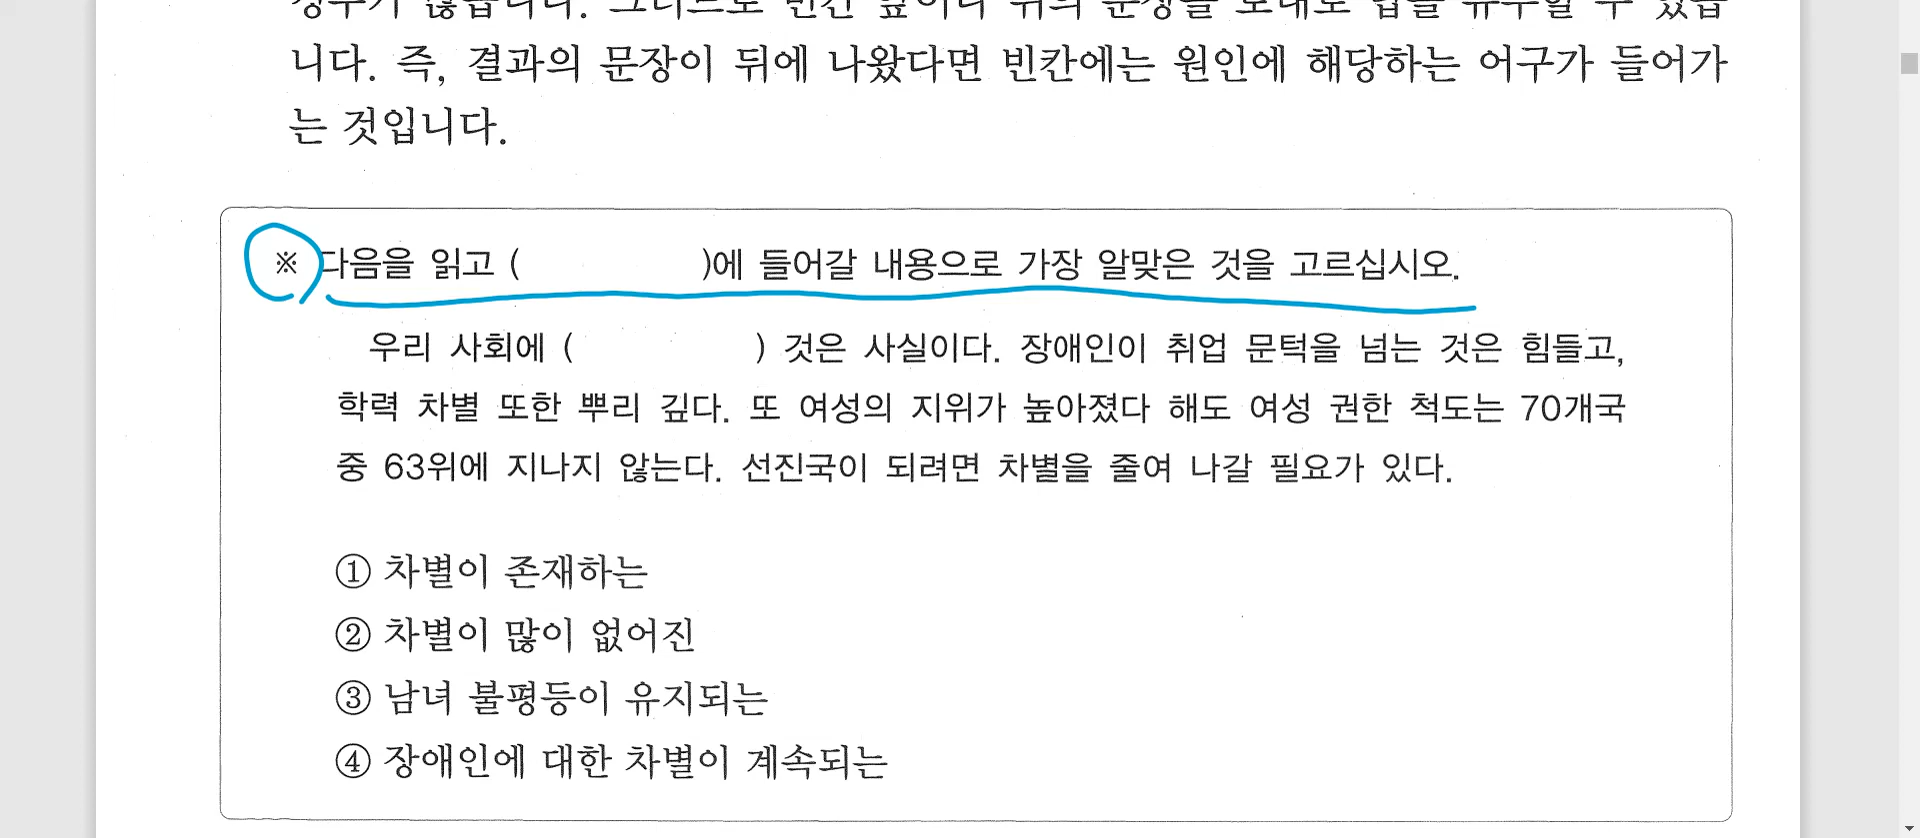 니다. 즉, 결과의 문장이 뒤에 나왔다면 빈칸에는 원인에 해당하는 어구가 들어가
는 것입니다.
※ 다음을 읽고 ( )에 들어갈 내용으로 가장 알맞은 것을 고르십시오.
우리 사회에 ( ) 것은 사실이다. 장애인이 취업 문턱을 넘는 것은 힘들고,
학력 차별 또한 뿌리 깊다. 또 여성의 지위가 높아졌다 해도 여성 권한 척도는 70개국
중 63위에 지나지 않는다. 선진국이 되려면 차별을 줄여 나갈 필요가 있다.
① 차별이 존재하는
② 차별이 많이 없어진
③ 남녀 불평등이 유지되는
④ 장애인에 대한 차별이 계속되는